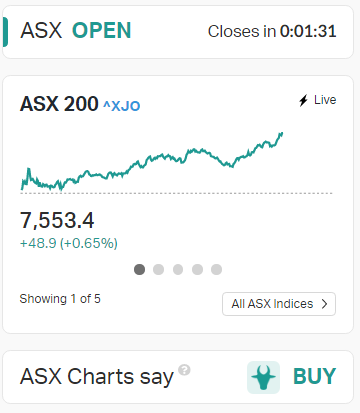 ASX OPEN Closes in 0:01:31
ASX 200 ^XJO Live
7,553.4
+48.9 (+0.65%)
Showing 1 of 5 All ASX Indices >
ASX Charts say ? BUY